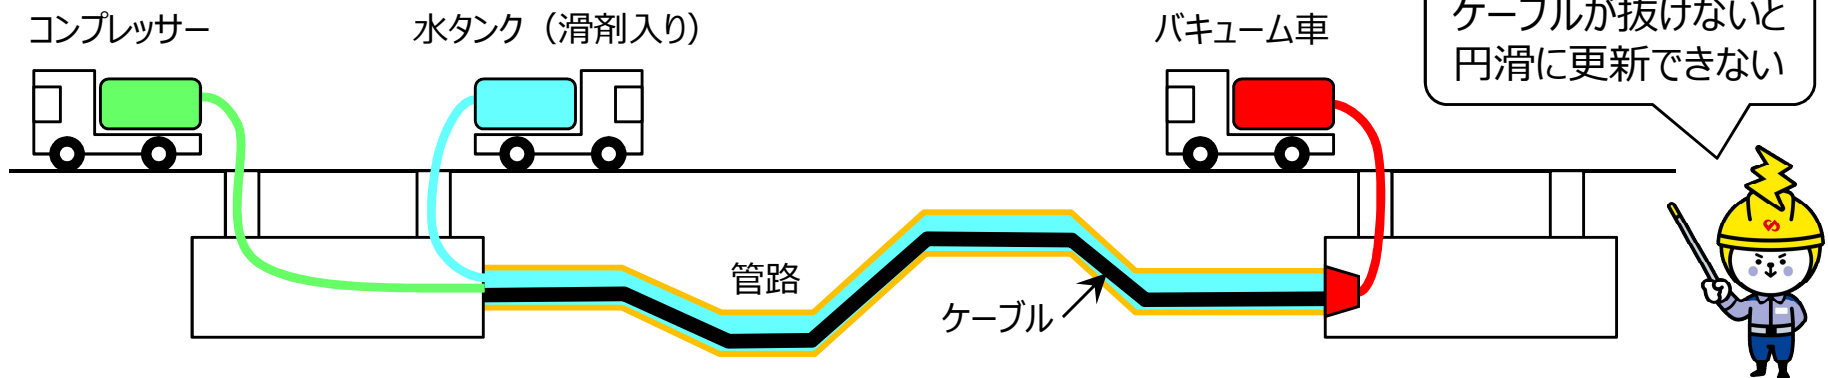 コンプレッサー
水タンク（滑剤入り）
バキューム車
ケーブルが抜けないと
円滑に更新できない
管路
ケーブル